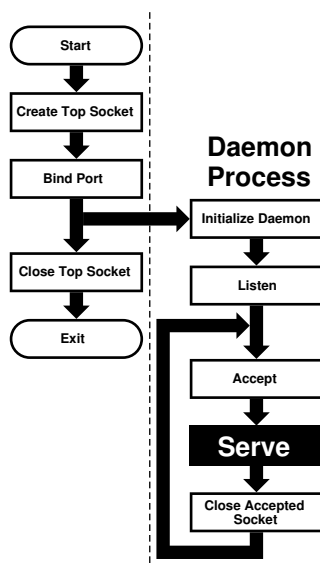 Start
Create Top Socket
Bind Port
Close Top Socket
Exit
Daemon
Process
Initialize Daemon
Listen
Accept
Serve
Close Accepted
Socket